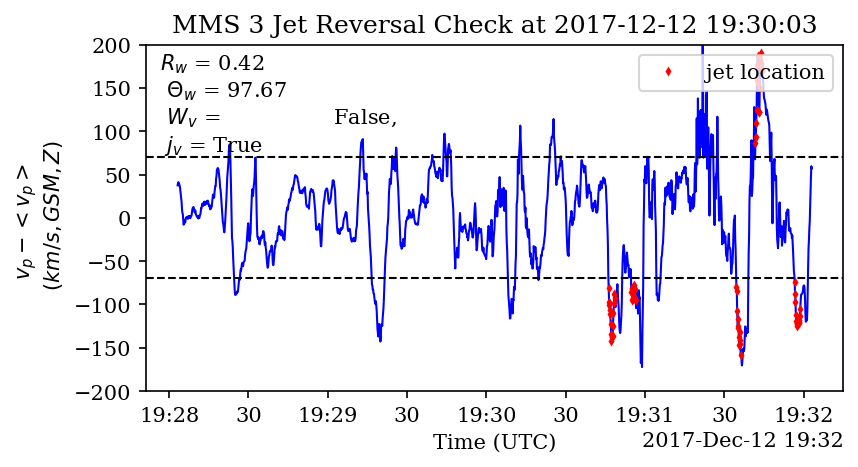 MMS 3 Jet Reversal Check at 2017-12-12 19:30:03
R_w = 0.42
Θ_w = 97.67
W_v = False,
j_v = True
jet location
v_p − <v_p>
(km/s, GSM, Z)
200
150
100
50
0
−50
−100
−150
−200
19:28 30 19:29 30 19:30 30 19:31 30 19:32
Time (UTC)
2017-Dec-12 19:32